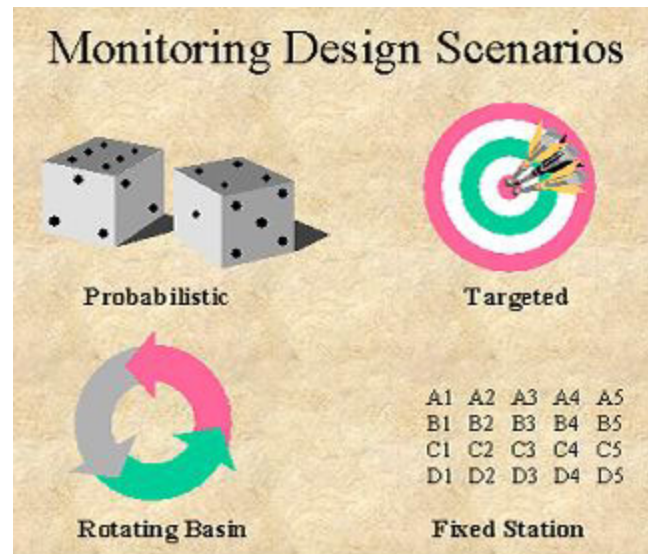 Monitoring Design Scenarios
Probabilistic
Targeted
A1 A2 A3 A4 A5
B1 B2 B3 B4 B5
C1 C2 C3 C4 C5
D1 D2 D3 D4 D5
Rotating Basin
Fixed Station